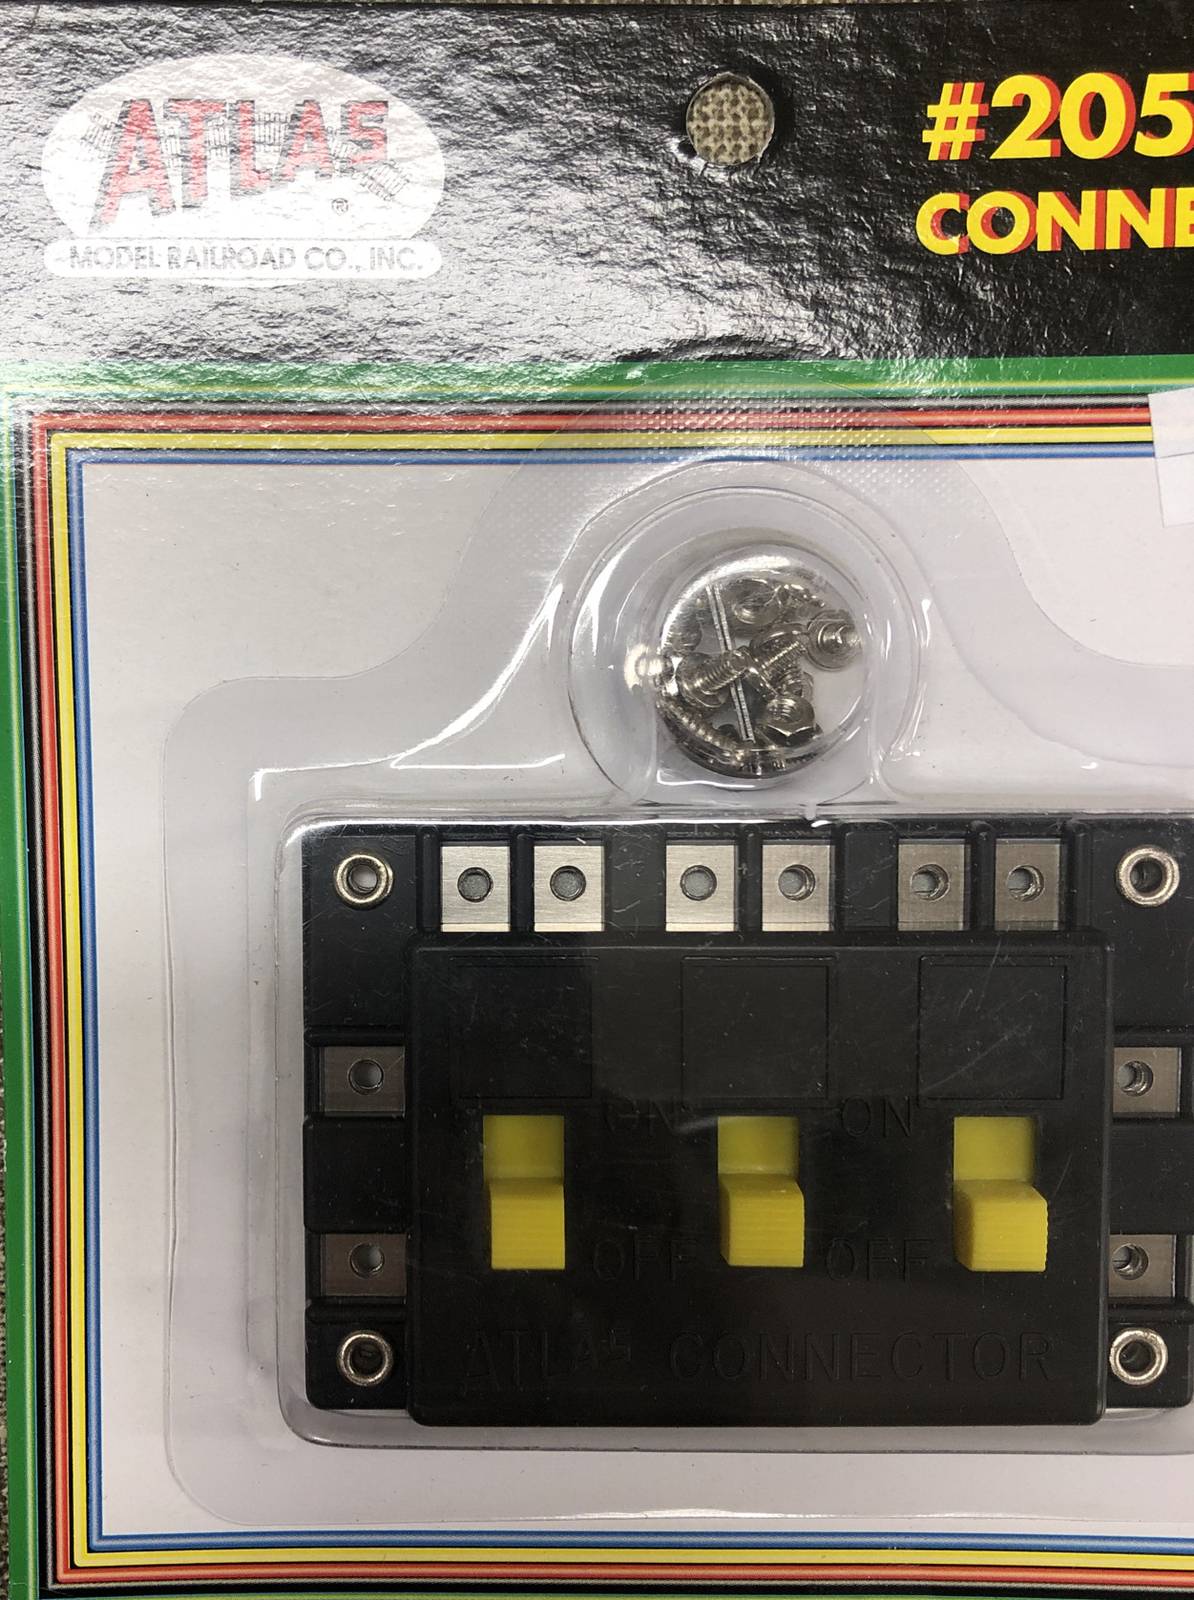 ATLAS
®
MODEL RAILROAD CO., INC.
#205
CONNE
ON ON
OFF OFF
ATLAS CONNECTOR